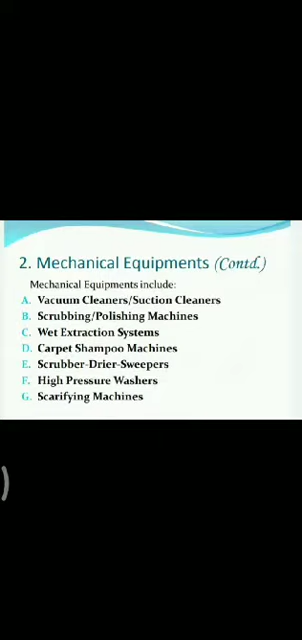 2. Mechanical Equipments (Contd.)
Mechanical Equipments include:
A. Vacuum Cleaners/Suction Cleaners
B. Scrubbing/Polishing Machines
C. Wet Extraction Systems
D. Carpet Shampoo Machines
E. Scrubber-Drier-Sweepers
F. High Pressure Washers
G. Scarifying Machines